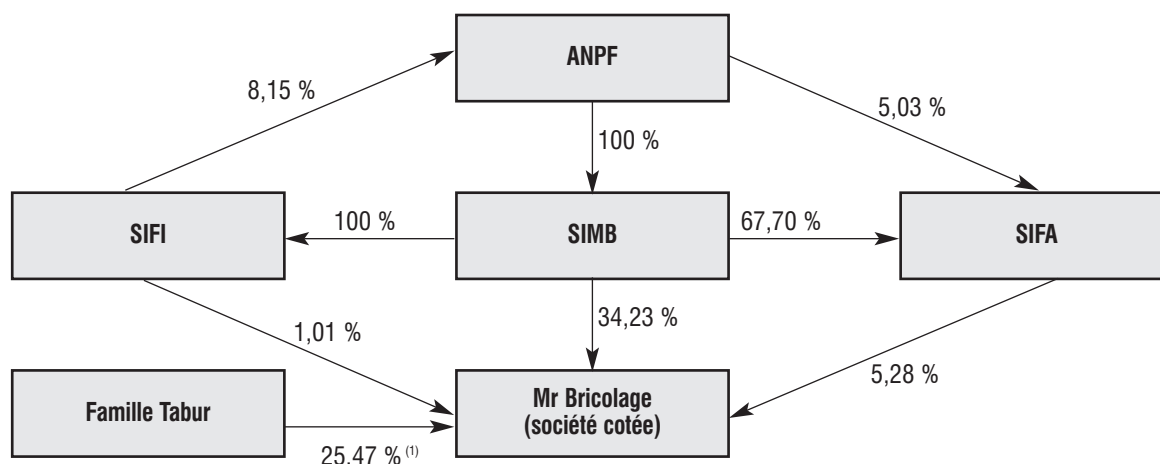 ANPF
8,15 %
5,03 %
100 %
SIFI
100 %
SIMB
67,70 %
SIFA
1,01 %
34,23 %
5,28 %
Famille Tabur
Mr Bricolage
(société cotée)
25,47 % (1)